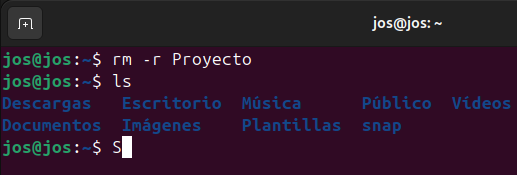 jos@jos: ~
jos@jos:~$ rm -r Proyecto
jos@jos:~$ ls
Descargas Escritorio Música Público Vídeos
Documentos Imágenes Plantillas snap
jos@jos:~$ S